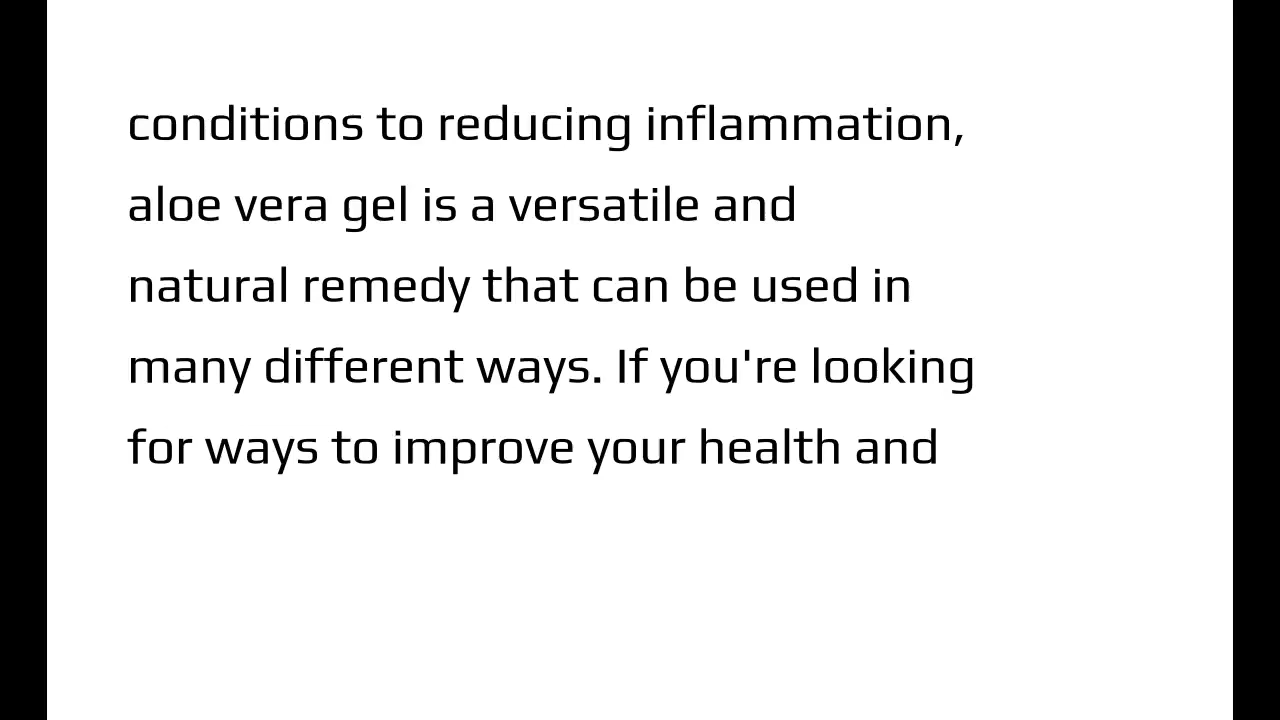 conditions to reducing inflammation,
aloe vera gel is a versatile and
natural remedy that can be used in
many different ways. If you're looking
for ways to improve your health and